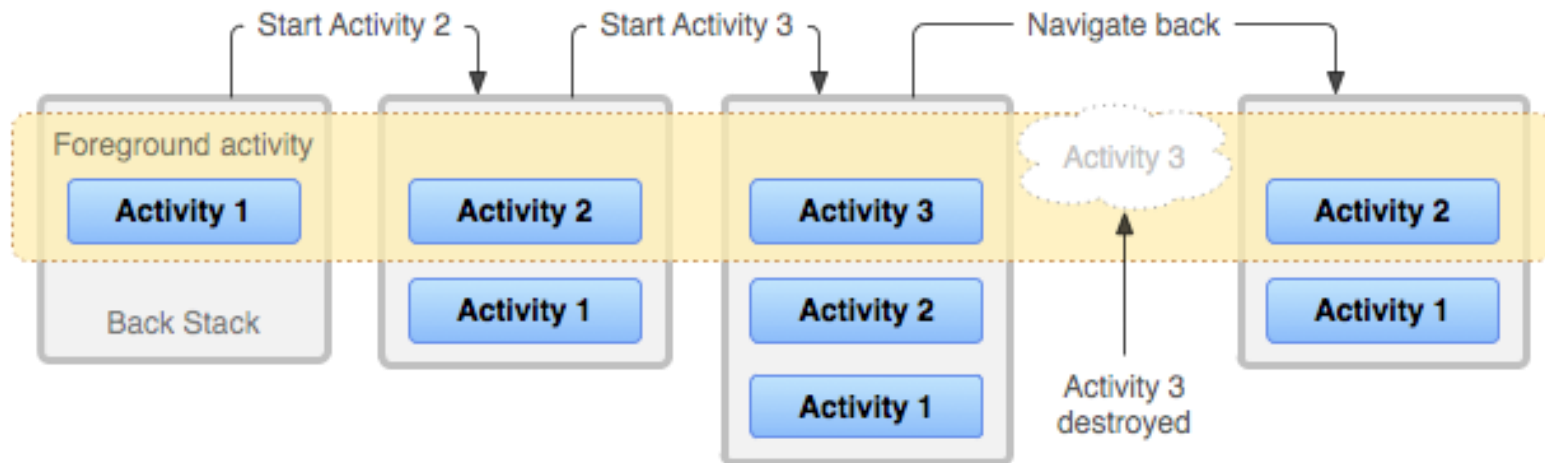 Start Activity 2
Start Activity 3
Navigate back
Foreground activity
Activity 1
Back Stack
Activity 2
Activity 1
Activity 3
Activity 2
Activity 1
Activity 3
Activity 3
destroyed
Activity 2
Activity 1